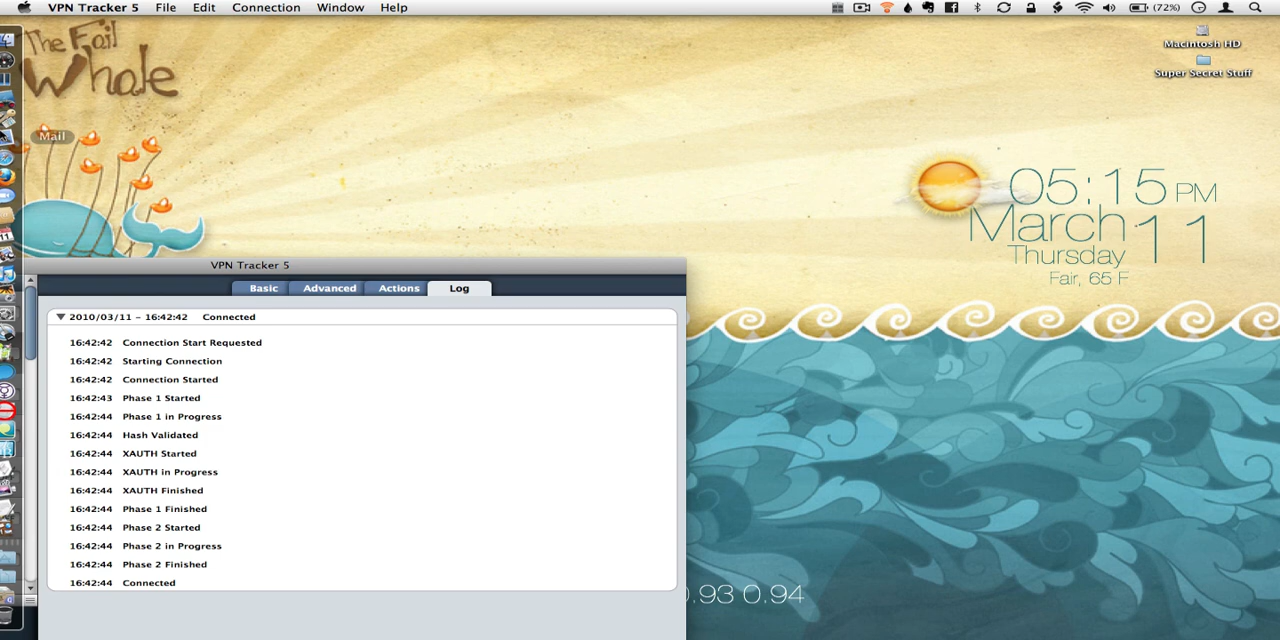 VPN Tracker 5 File Edit Connection Window Help (72%)
The Fail
Whale
Macintosh HD
Super Secret Stuff
Mail
05:15 PM
March 11
Thursday
Fair, 65 F
VPN Tracker 5
Basic Advanced Actions Log
2010/03/11 - 16:42:42 Connected
16:42:42 Connection Start Requested
16:42:42 Starting Connection
16:42:42 Connection Started
16:42:43 Phase 1 Started
16:42:44 Phase 1 in Progress
16:42:44 Hash Validated
16:42:44 XAUTH Started
16:42:44 XAUTH in Progress
16:42:44 XAUTH Finished
16:42:44 Phase 1 Finished
16:42:44 Phase 2 Started
16:42:44 Phase 2 in Progress
16:42:44 Phase 2 Finished
16:42:44 Connected
.93 0.94